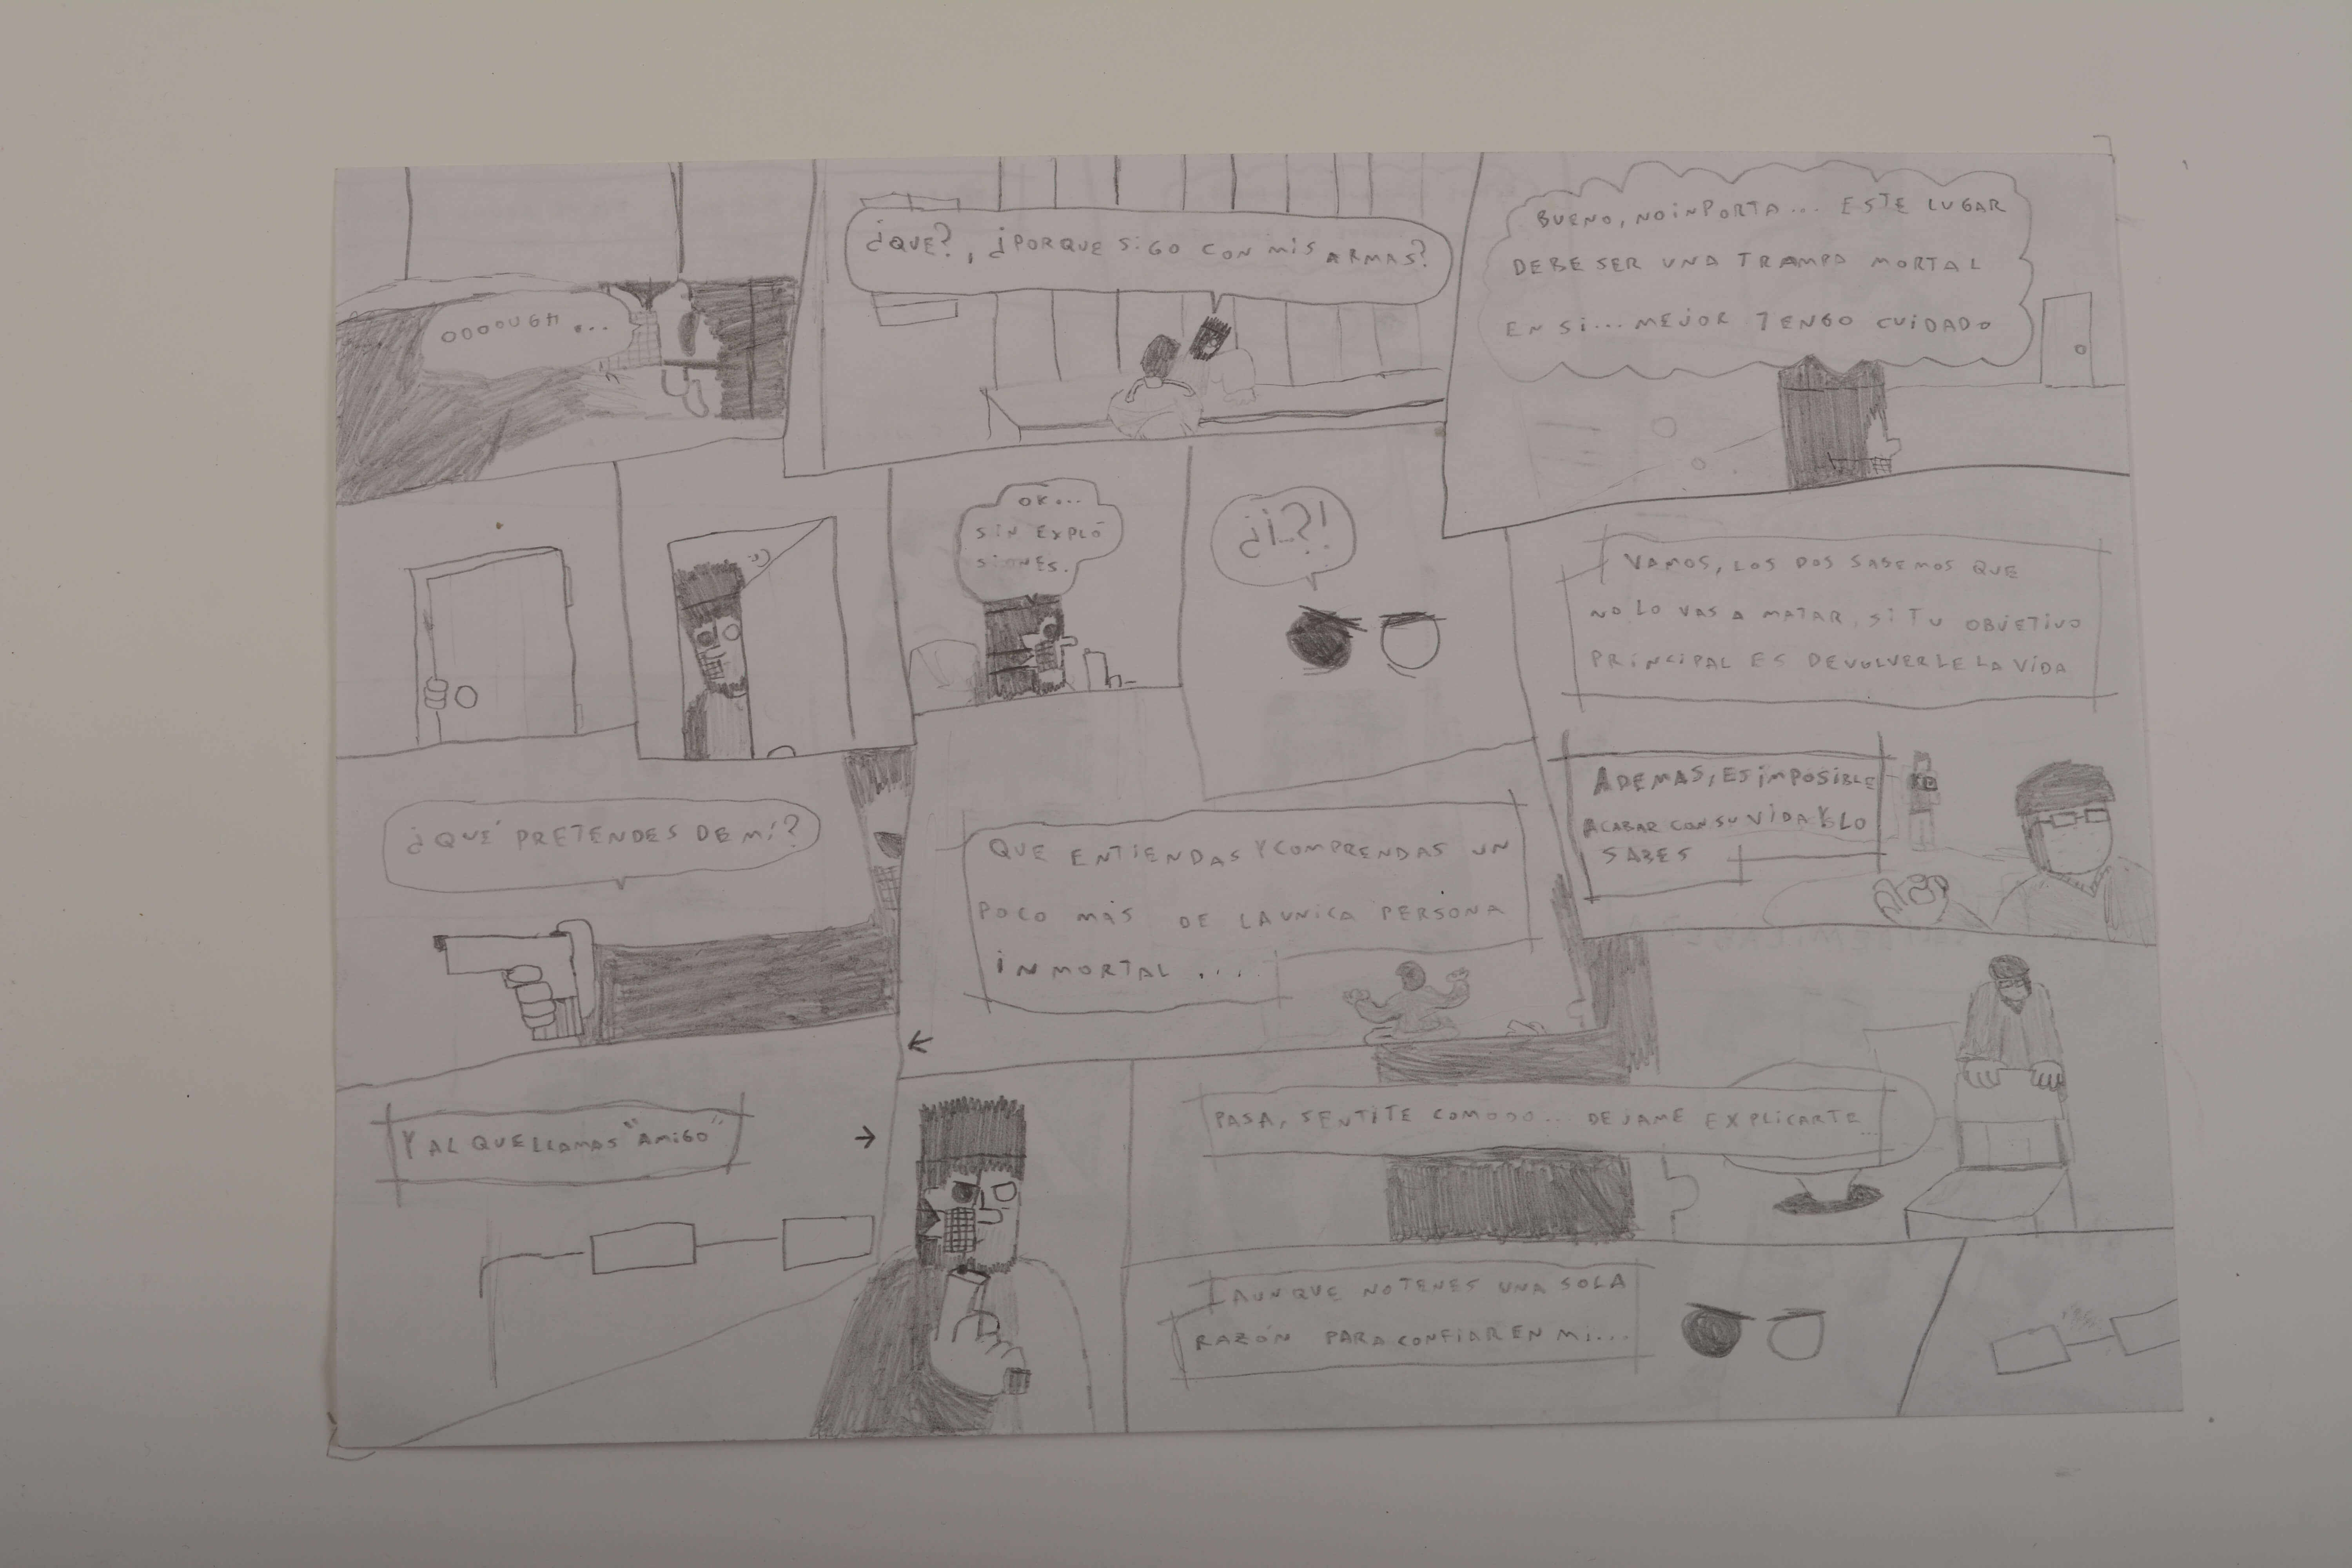 OOOOUGH...
¿QUE?, ¿PORQUE SIGO CON MIS ARMAS?
BUENO, NO INPORTA... ESTE LUGAR
DEBE SER UNA TRAMPA MORTAL
EN SI... MEJOR TENGO CUIDADO
OK...
SIN EXPLO
SIONES.
¿¡?!
VAMOS, LOS DOS SABEMOS QUE
NO LO VAS A MATAR, SI TU OBJETIVO
PRINCIPAL ES DEVOLVERLE LA VIDA
ADEMAS, ES IMPOSIBLE
ACABAR CON SU VIDA Y LO
SABES
¿QUÉ PRETENDES DE MI?
QUE ENTIENDAS Y COMPRENDAS UN
POCO MÁS DE LA UNICA PERSONA
INMORTAL ....
Y AL QUE LLAMAS "AMIGO"
PASA, SENTITE COMODO... DEJAME EXPLICARTE...
AUNQUE NO TENES UNA SOLA
RAZÓN PARA CONFIAR EN MI...